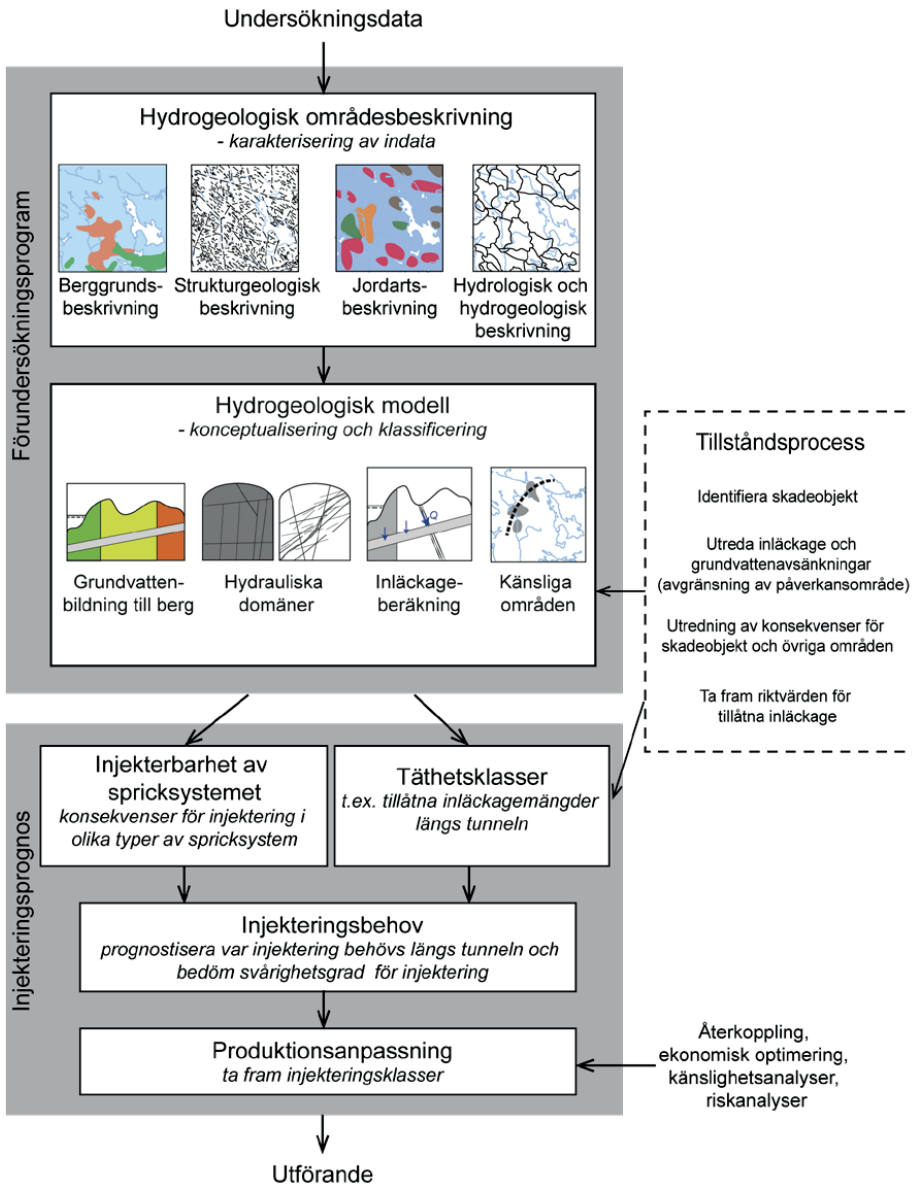 Undersökningsdata
Förundersökningsprogram
Hydrogeologisk områdesbeskrivning
- karakterisering av indata
Berggrunds-
beskrivning
Strukturgeologisk
beskrivning
Jordarts-
beskrivning
Hydrologisk och
hydrogeologisk
beskrivning
Hydrogeologisk modell
- konceptualisering och klassificering
Q
Grundvatten-
bildning till berg
Hydrauliska
domäner
Inläckage-
beräkning
Känsliga
områden
Tillståndsprocess
Identifiera skadeobjekt
Utreda inläckage och
grundvattenavsänkningar
(avgränsning av påverkansområde)
Utredning av konsekvenser för
skadeobjekt och övriga områden
Ta fram riktvärden för
tillåtna inläckage
Injekteringsprognos
Injekterbarhet av
spricksystemet
konsekvenser för injektering i
olika typer av spricksystem
Täthetsklasser
t.ex. tillåtna inläckagemängder
längs tunneln
Injekteringsbehov
prognostisera var injektering behövs längs tunneln och
bedöm svårighetsgrad för injektering
Produktionsanpassning
ta fram injekteringsklasser
Återkoppling,
ekonomisk optimering,
känslighetsanalyser,
riskanalyser
Utförande